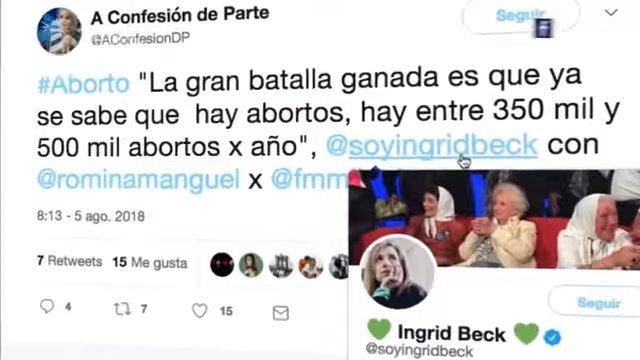 A Confesión de Parte
@AConfesionDP
Seguir
#Aborto "La gran batalla ganada es que ya
se sabe que hay abortos, hay entre 350 mil y
500 mil abortos x año", @soyingridbeck con
@rominamanguel x
8:13 - 5 ago. 2018
7 Retweets 15 Me gusta
4 7 15
Seguir
Ingrid Beck
@soyingridbeck